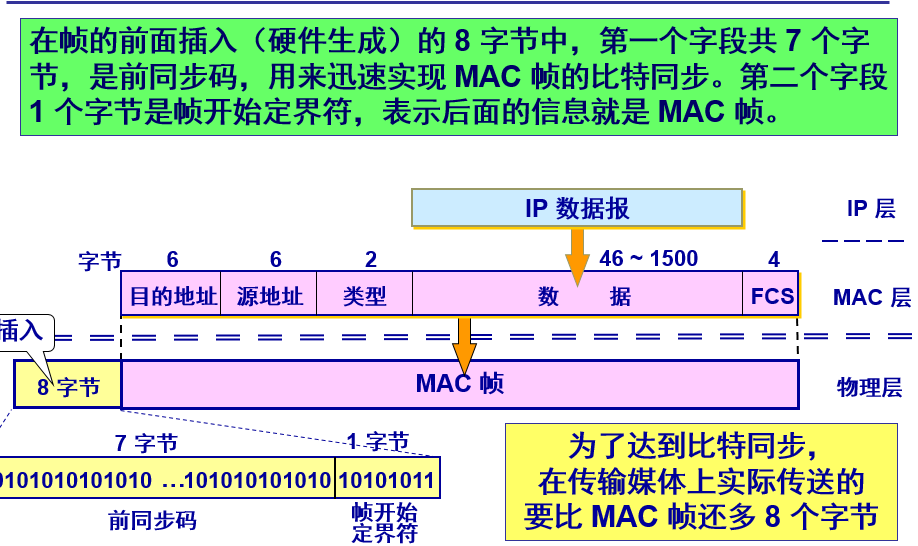 在帧的前面插入（硬件生成）的 8 字节中，第一个字段共 7 个字
节，是前同步码，用来迅速实现 MAC 帧的比特同步。第二个字段
1 个字节是帧开始定界符，表示后面的信息就是 MAC 帧。
IP 数据报
IP 层
字节 6 6 2 46 ~ 1500 4
目的地址 源地址 类型 数 据 FCS
MAC 层
插入
8 字节 MAC 帧
物理层
7 字节 1 字节
0101010101010 …101010101010 10101011
前同步码
帧开始
定界符
为了达到比特同步，
在传输媒体上实际传送的
要比 MAC 帧还多 8 个字节